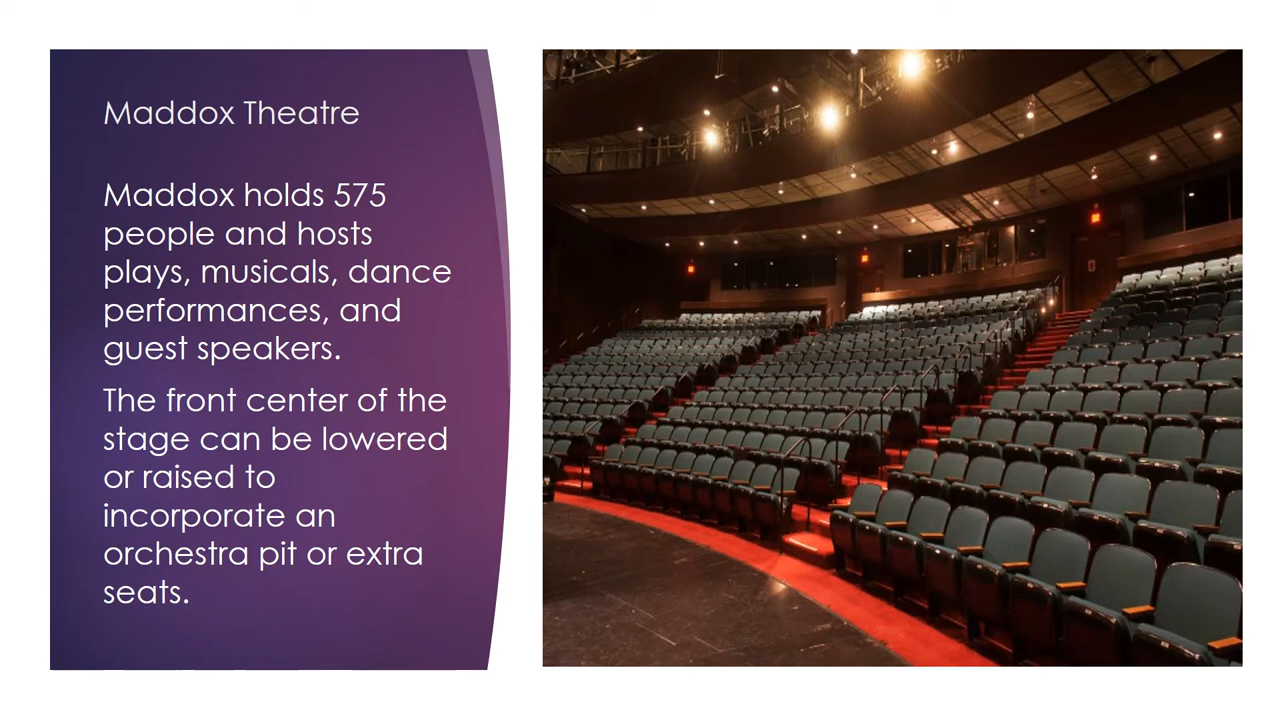 Maddox Theatre
Maddox holds 575
people and hosts
plays, musicals, dance
performances, and
guest speakers.
The front center of the
stage can be lowered
or raised to
incorporate an
orchestra pit or extra
seats.